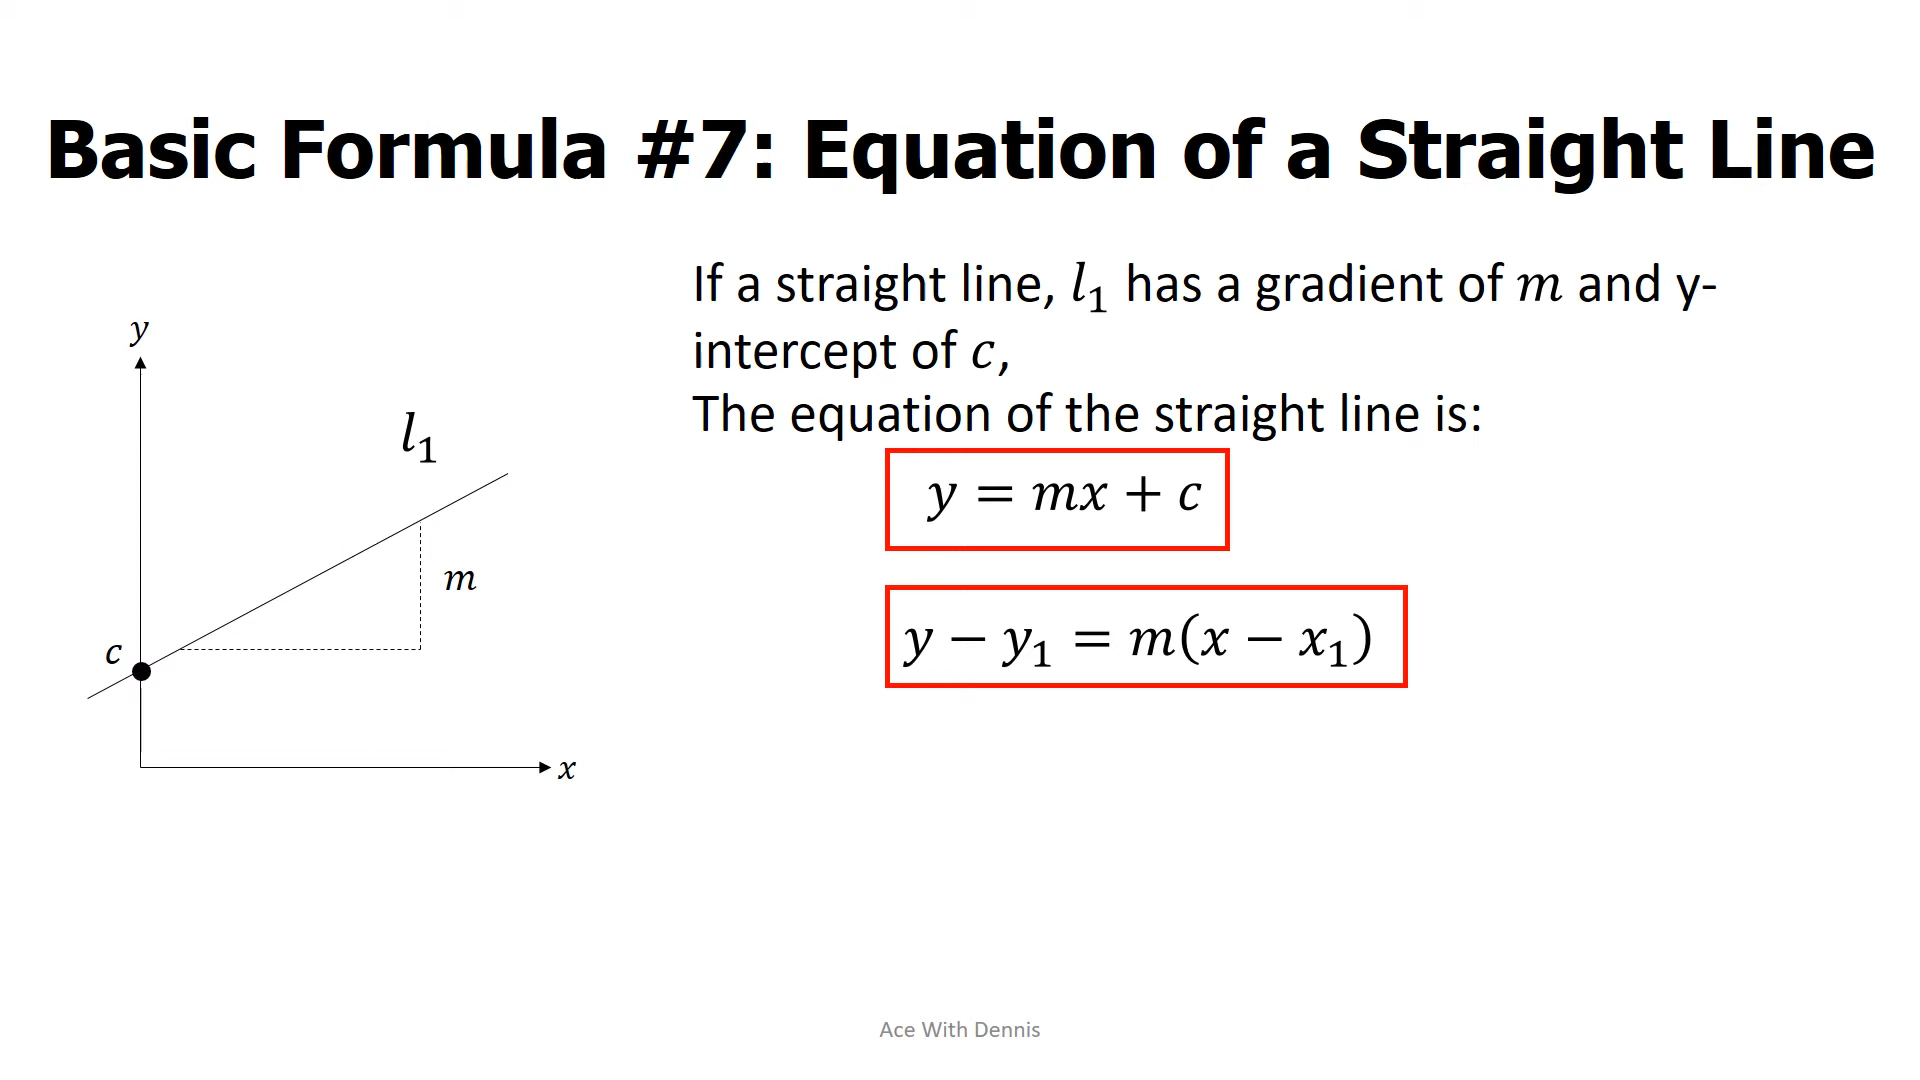 Basic Formula #7: Equation of a Straight Line
If a straight line, l₁ has a gradient of m and y-
intercept of c,
The equation of the straight line is:
y = mx + c
y − y₁ = m(x − x₁)
y
l₁
m
c
x
Ace With Dennis